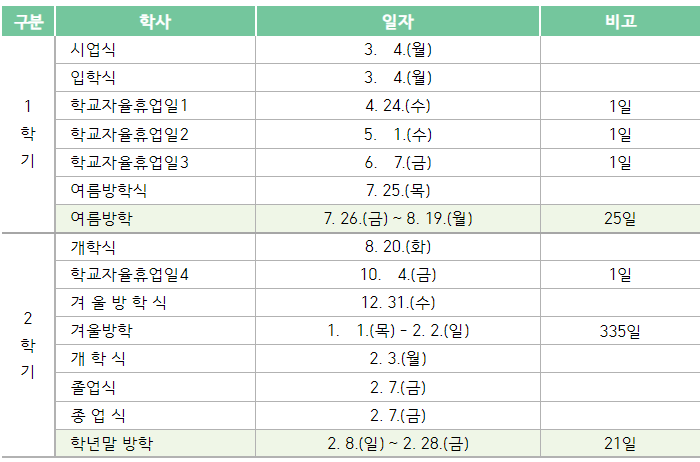 구분 학사 일자 비고
1학기
시업식 3. 4.(월)
입학식 3. 4.(월)
학교자율휴업일1 4. 24.(수) 1일
학교자율휴업일2 5. 1.(수) 1일
학교자율휴업일3 6. 7.(금) 1일
여름방학식 7. 25.(목)
여름방학 7. 26.(금) ~ 8. 19.(월) 25일
2학기
개학식 8. 20.(화)
학교자율휴업일4 10. 4.(금) 1일
겨 울 방 학 식 12. 31.(수)
겨울방학 1. 1.(목) - 2. 2.(일) 335일
개 학 식 2. 3.(월)
졸업식 2. 7.(금)
종 업 식 2. 7.(금)
학년말 방학 2. 8.(일) ~ 2. 28.(금) 21일